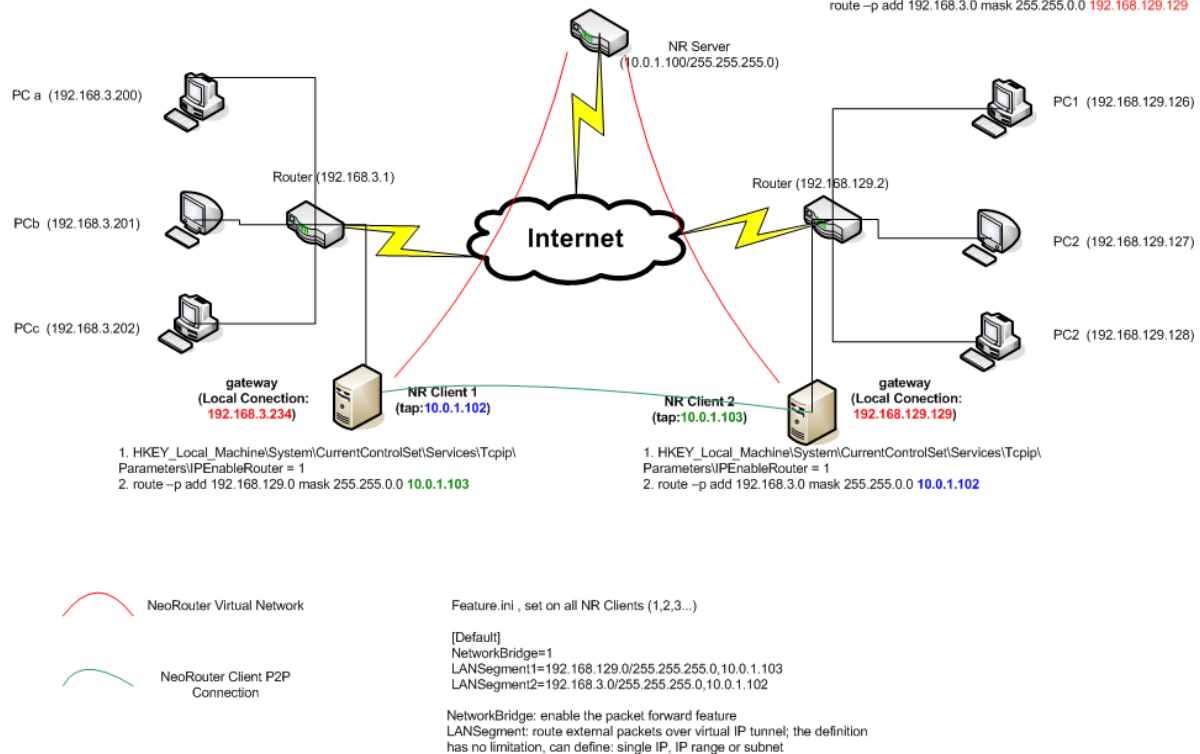 route –p add 192.168.3.0 mask 255.255.0.0 192.168.129.129
NR Server
(10.0.1.100/255.255.255.0)
PC a (192.168.3.200)
PC1 (192.168.129.126)
Router (192.168.3.1)
Router (192.168.129.2)
PCb (192.168.3.201)
Internet
PC2 (192.168.129.127)
PCc (192.168.3.202)
PC2 (192.168.129.128)
gateway
(Local Conection:
192.168.3.234)
NR Client 1
(tap:10.0.1.102)
NR Client 2
(tap:10.0.1.103)
gateway
(Local Conection:
192.168.129.129)
1. HKEY_Local_Machine\System\CurrentControlSet\Services\Tcpip\
Parameters\IPEnableRouter = 1
2. route –p add 192.168.129.0 mask 255.255.0.0 10.0.1.103
1. HKEY_Local_Machine\System\CurrentControlSet\Services\Tcpip\
Parameters\IPEnableRouter = 1
2. route –p add 192.168.3.0 mask 255.255.0.0 10.0.1.102
NeoRouter Virtual Network
NeoRouter Client P2P
Connection
Feature.ini , set on all NR Clients (1,2,3...)
[Default]
NetworkBridge=1
LANSegment1=192.168.129.0/255.255.255.0,10.0.1.103
LANSegment2=192.168.3.0/255.255.255.0,10.0.1.102
NetworkBridge: enable the packet forward feature
LANSegment: route external packets over virtual IP tunnel; the definition
has no limitation, can define: single IP, IP range or subnet